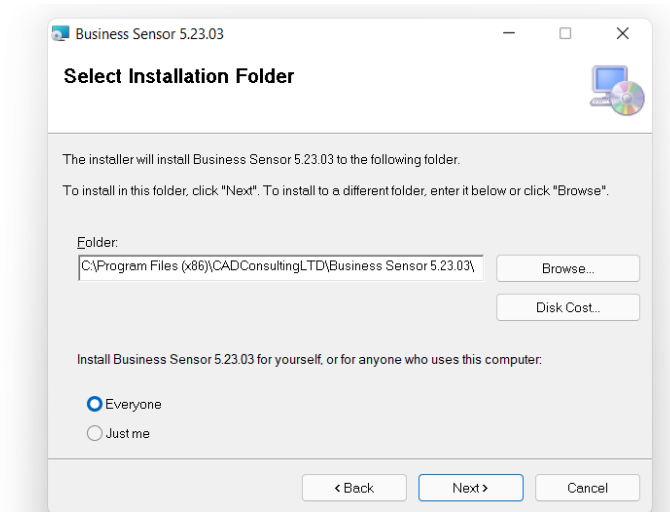 Business Sensor 5.23.03
Select Installation Folder
The installer will install Business Sensor 5.23.03 to the following folder.
To install in this folder, click "Next". To install to a different folder, enter it below or click "Browse".
Folder:
C:\Program Files (x86)\CADConsultingLTD\Business Sensor 5.23.03\
Browse...
Disk Cost...
Install Business Sensor 5.23.03 for yourself, or for anyone who uses this computer:
Everyone
Just me
< Back
Next >
Cancel